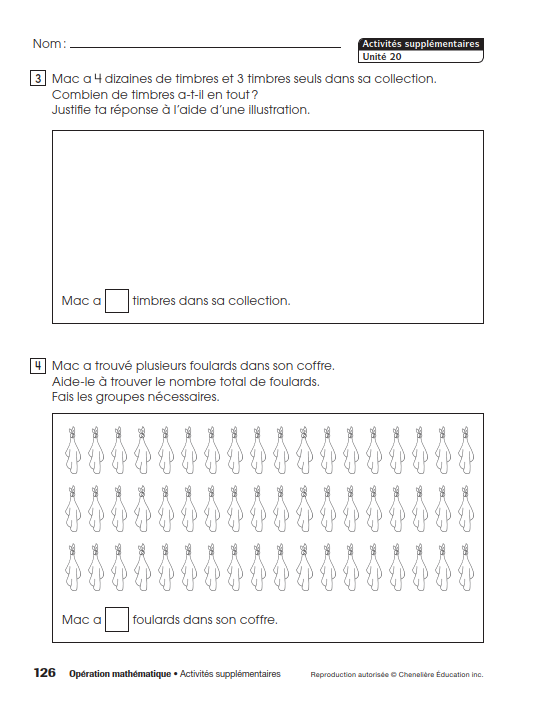 Nom :
Activités supplémentaires
Unité 20
3 Mac a 4 dizaines de timbres et 3 timbres seuls dans sa collection.
Combien de timbres a-t-il en tout ?
Justifie ta réponse à l'aide d'une illustration.
Mac a timbres dans sa collection.
4 Mac a trouvé plusieurs foulards dans son coffre.
Aide-le à trouver le nombre total de foulards.
Fais les groupes nécessaires.
Mac a foulards dans son coffre.
126 Opération mathématique • Activités supplémentaires
Reproduction autorisée © Chenelière Éducation inc.